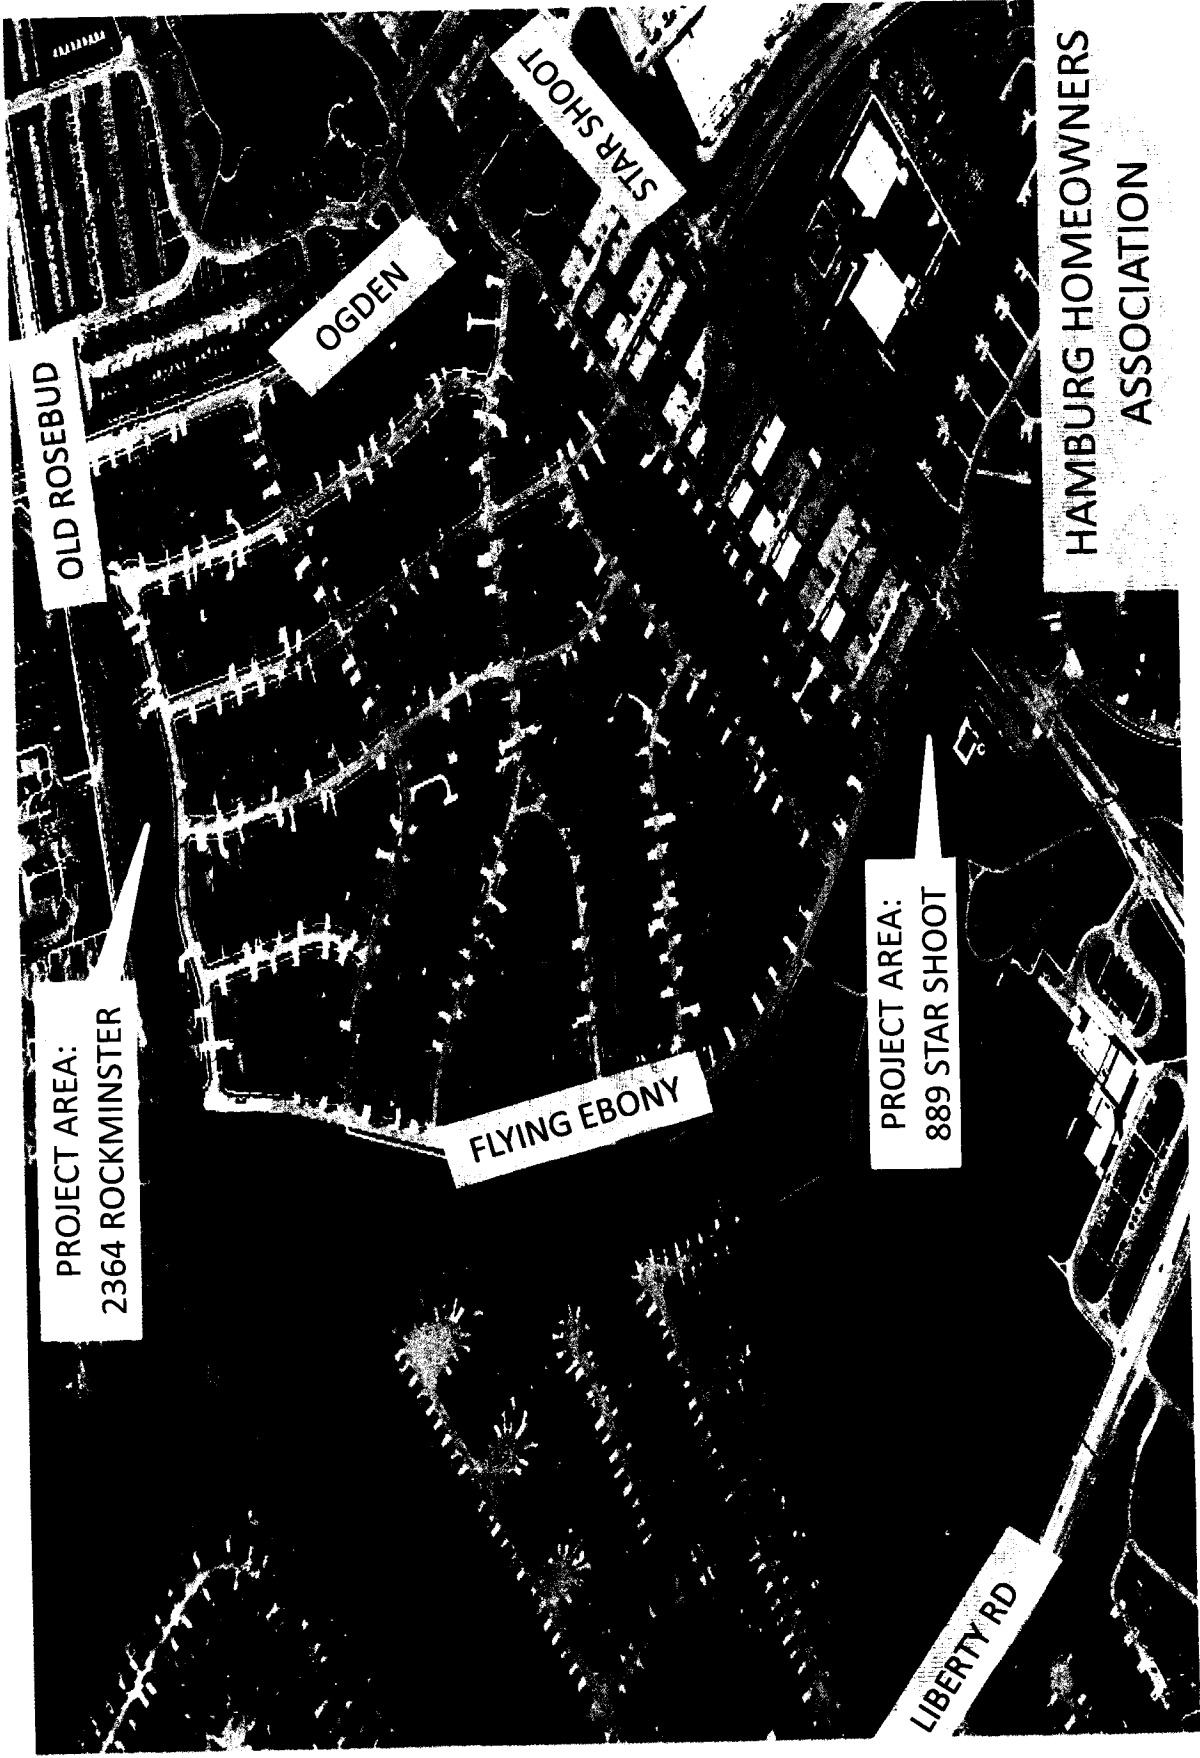 PROJECT AREA:
2364 ROCKMINSTER
OLD ROSEBUD
OGDEN
STAR SHOOT
FLYING EBONY
PROJECT AREA:
889 STAR SHOOT
LIBERTY RD
HAMBURG HOMEOWNERS
ASSOCIATION